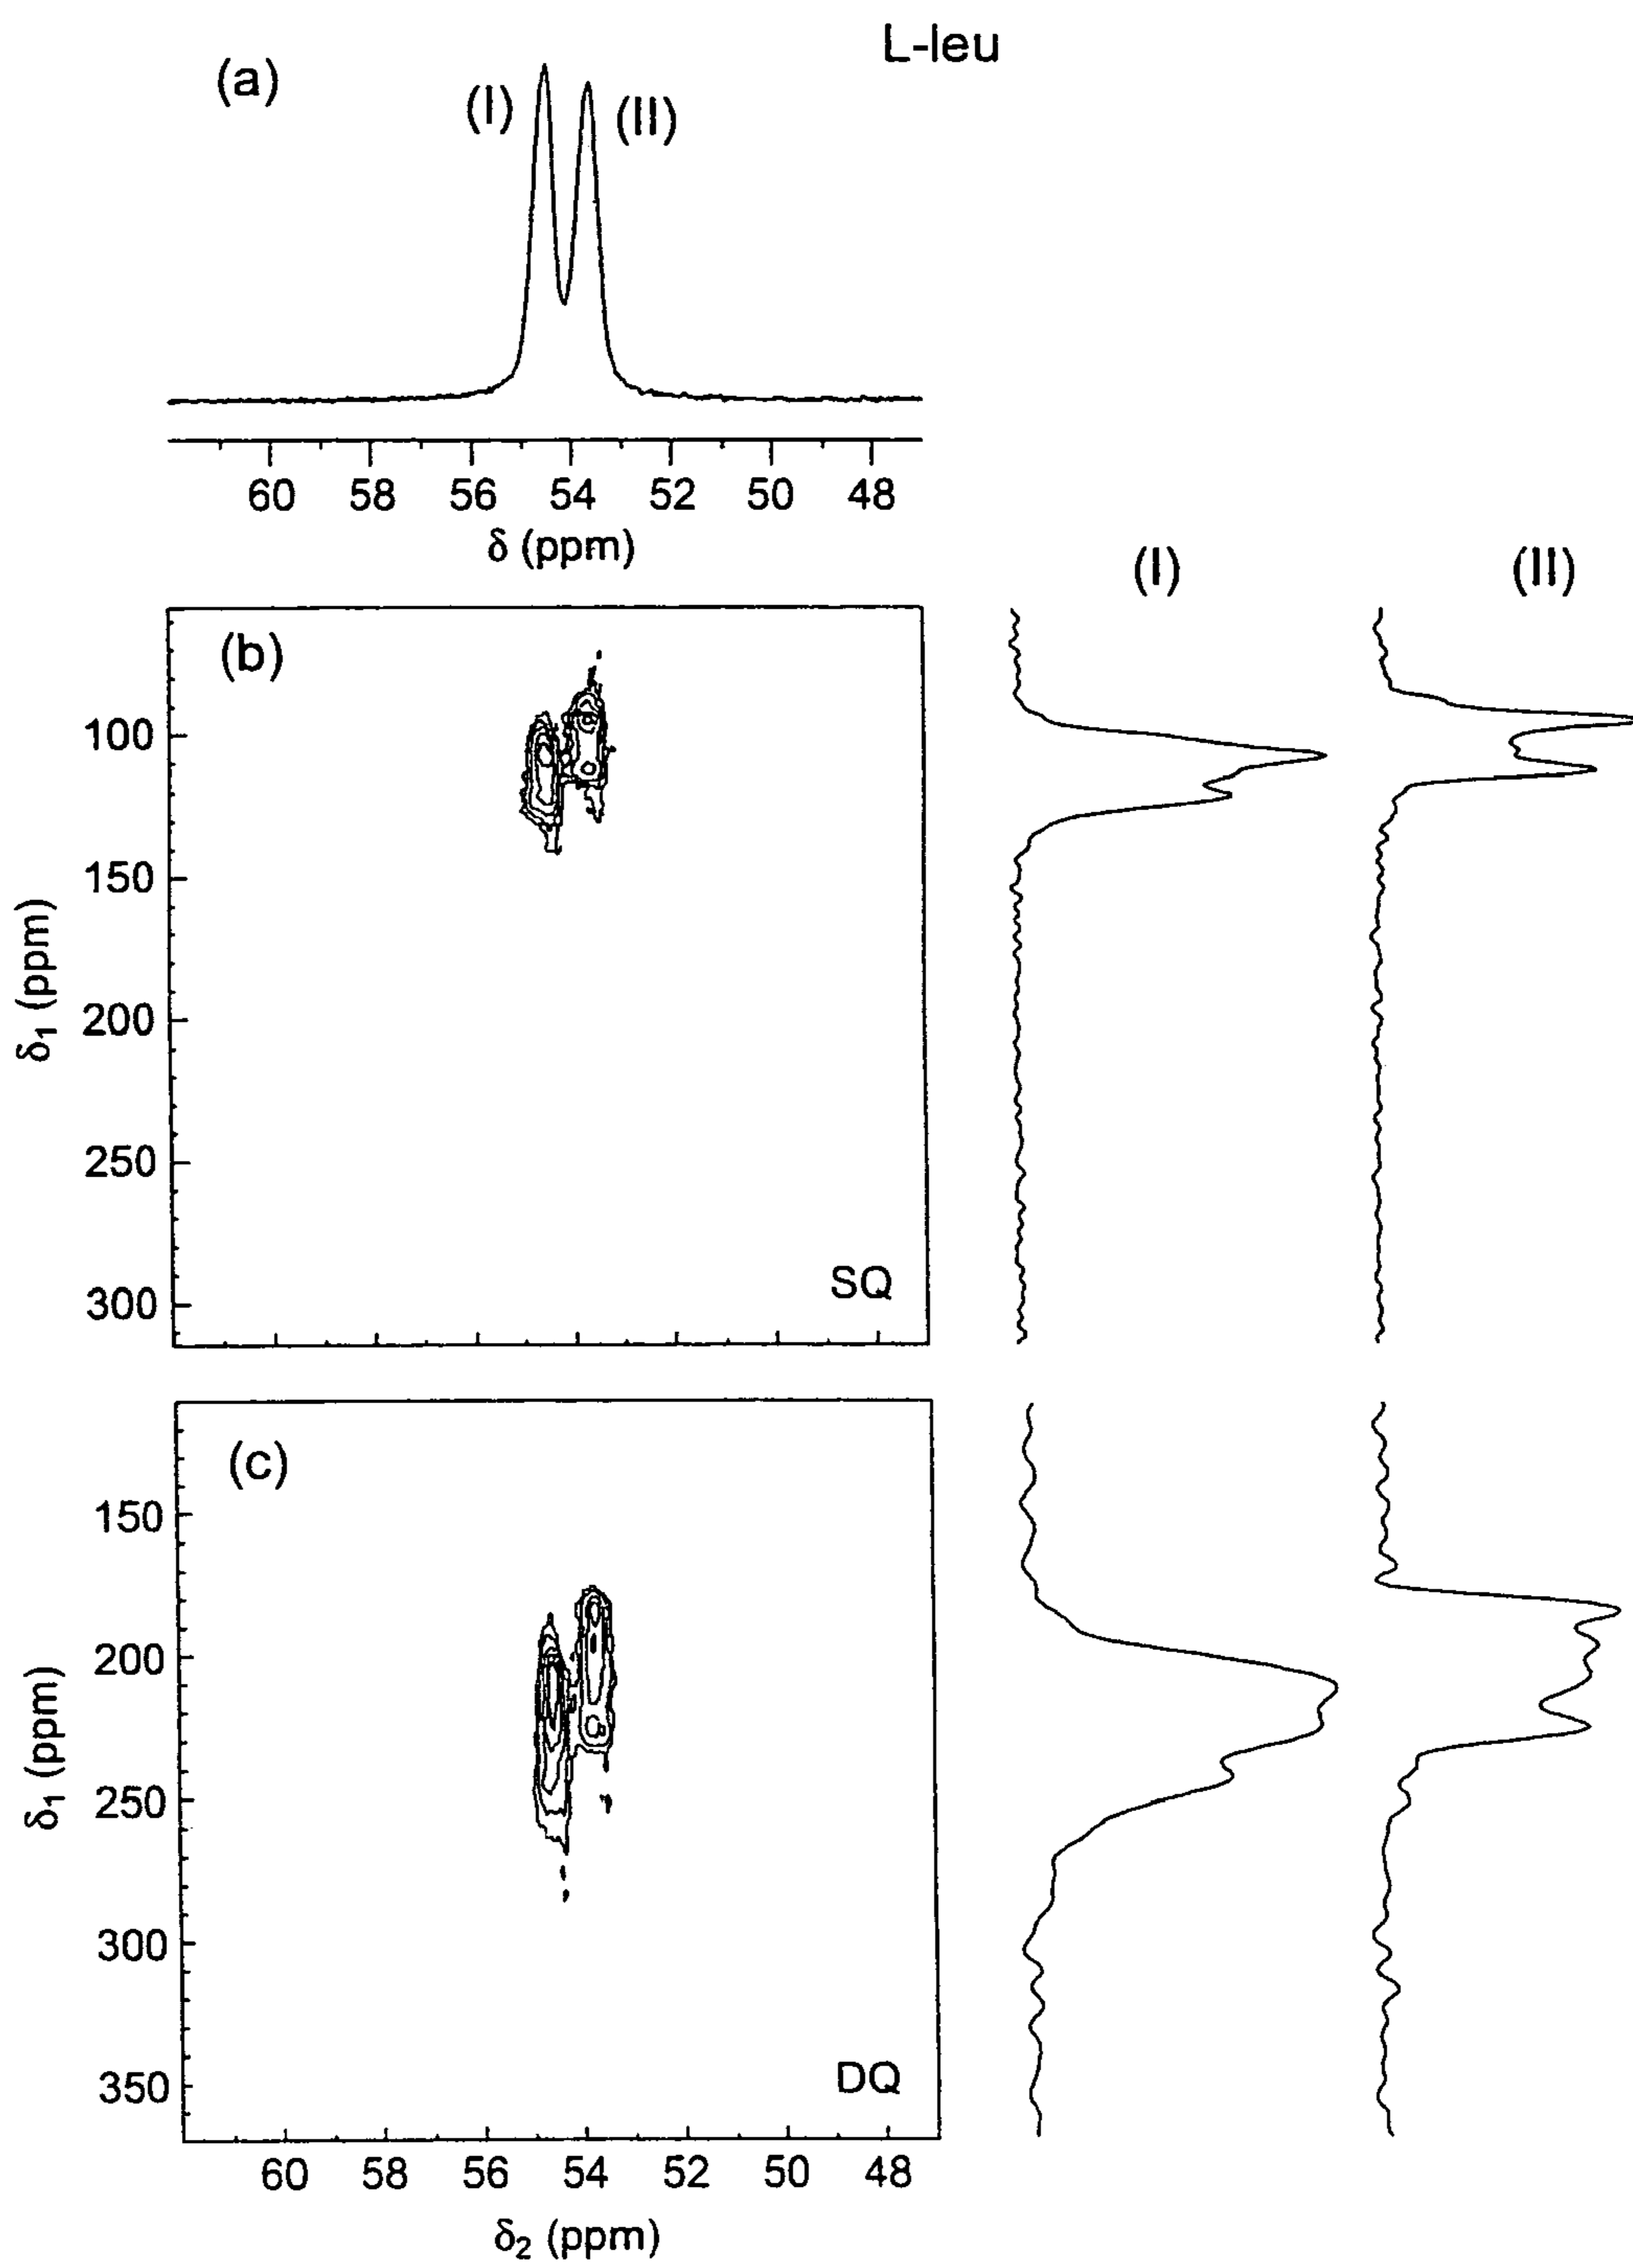 L-leu
(a)
(I)
(II)
60 58 56 54 52 50 48
δ (ppm)
(I)
(II)
(b)
100
150
200
250
300
δ1 (ppm)
SQ
(c)
150
200
250
300
350
δ1 (ppm)
DQ
60 58 56 54 52 50 48
δ2 (ppm)